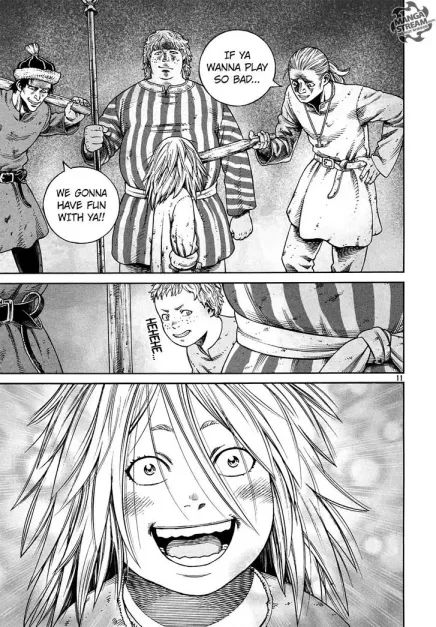 MANGA
STREAM
IF YA
WANNA PLAY
SO BAD...
WE GONNA
HAVE FUN
WITH YA!!
HEHEHE...
11